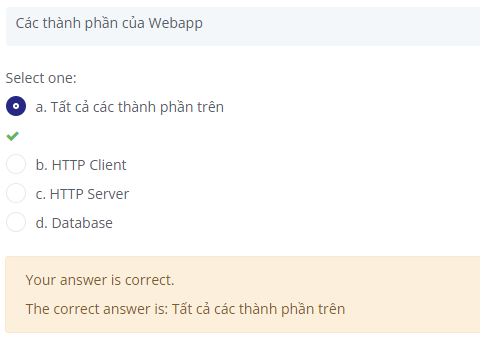 Các thành phần của Webapp
Select one:
a. Tất cả các thành phần trên
b. HTTP Client
c. HTTP Server
d. Database
Your answer is correct.
The correct answer is: Tất cả các thành phần trên